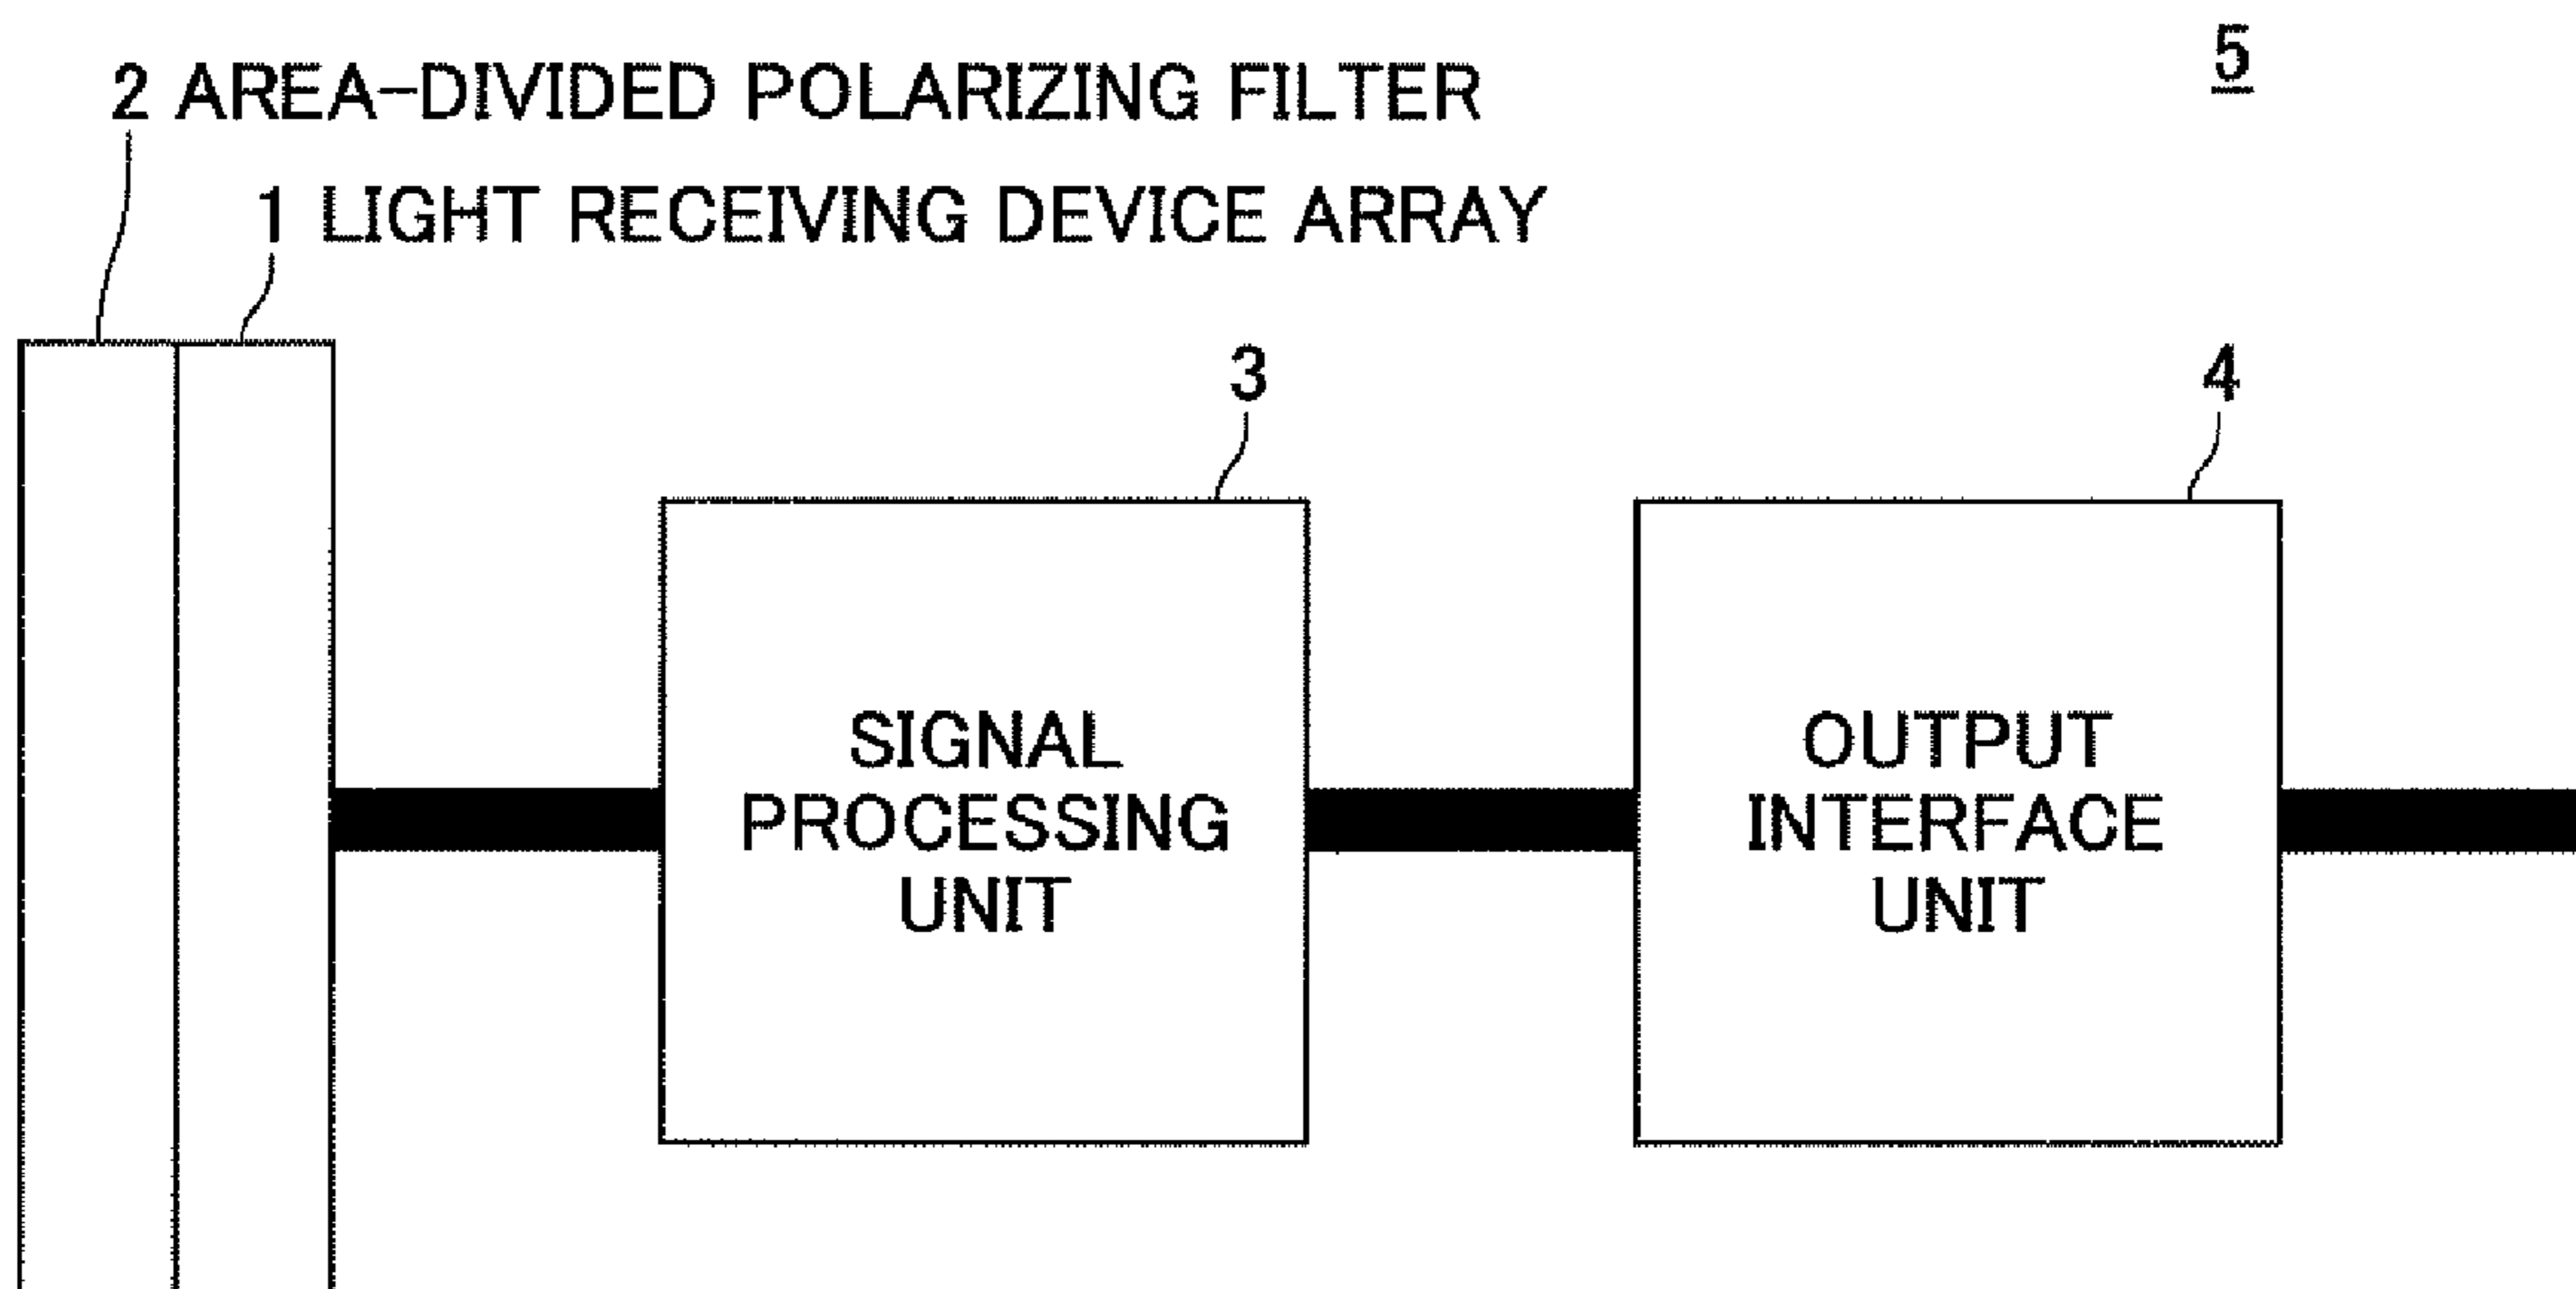 5
2 AREA-DIVIDED POLARIZING FILTER
1 LIGHT RECEIVING DEVICE ARRAY
3
4
SIGNAL
PROCESSING
UNIT
OUTPUT
INTERFACE
UNIT